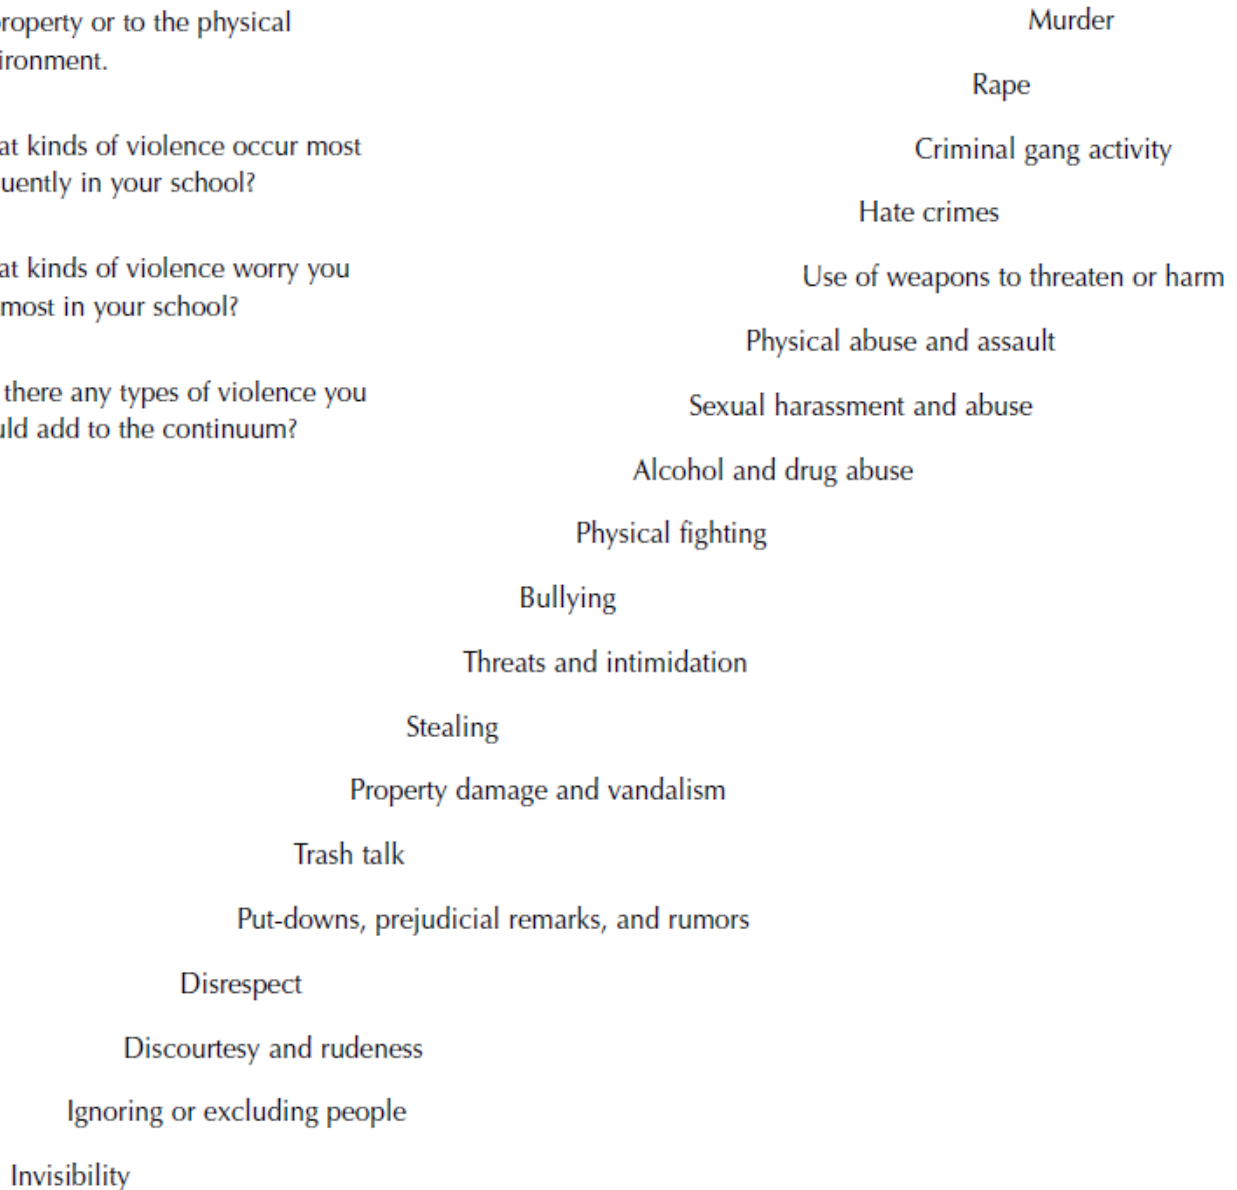 property or to the physical
ironment.
at kinds of violence occur most
uently in your school?
at kinds of violence worry you
most in your school?
there any types of violence you
uld add to the continuum?
Murder
Rape
Criminal gang activity
Hate crimes
Use of weapons to threaten or harm
Physical abuse and assault
Sexual harassment and abuse
Alcohol and drug abuse
Physical fighting
Bullying
Threats and intimidation
Stealing
Property damage and vandalism
Trash talk
Put-downs, prejudicial remarks, and rumors
Disrespect
Discourtesy and rudeness
Ignoring or excluding people
Invisibility